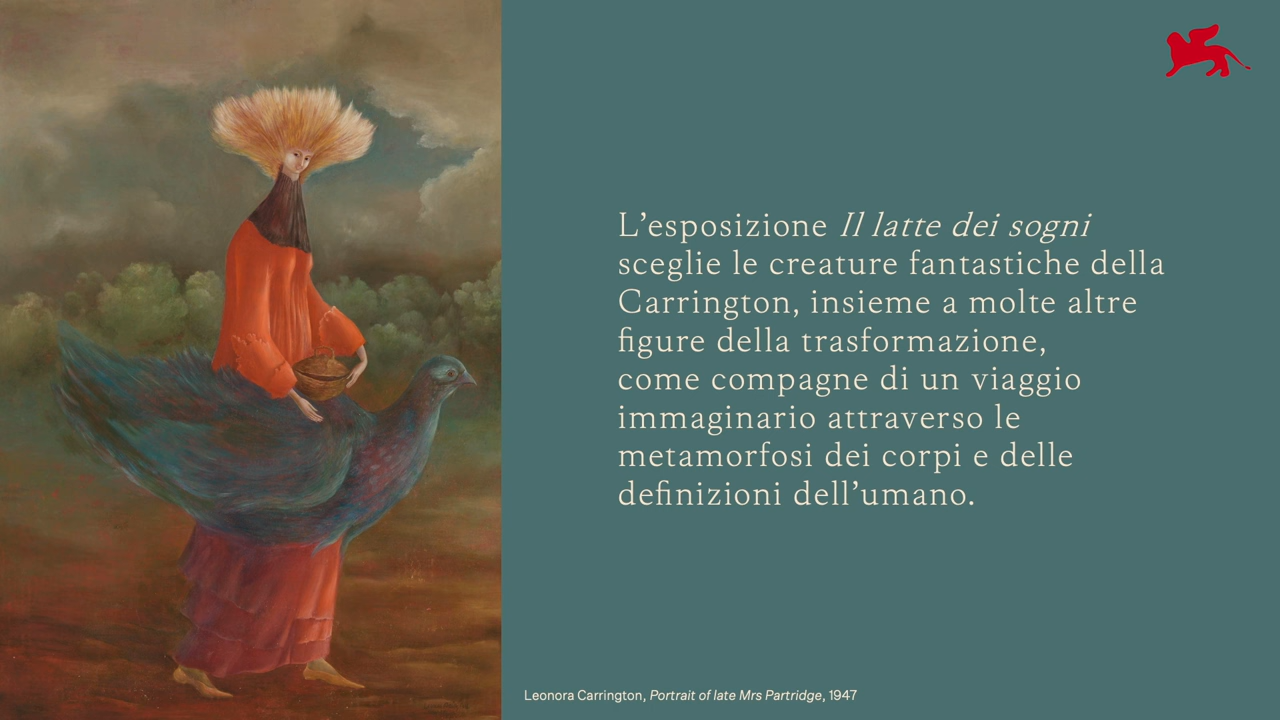 L’esposizione Il latte dei sogni
sceglie le creature fantastiche della
Carrington, insieme a molte altre
figure della trasformazione,
come compagne di un viaggio
immaginario attraverso le
metamorfosi dei corpi e delle
definizioni dell’umano.
Leonora Carrington, Portrait of late Mrs Partridge, 1947